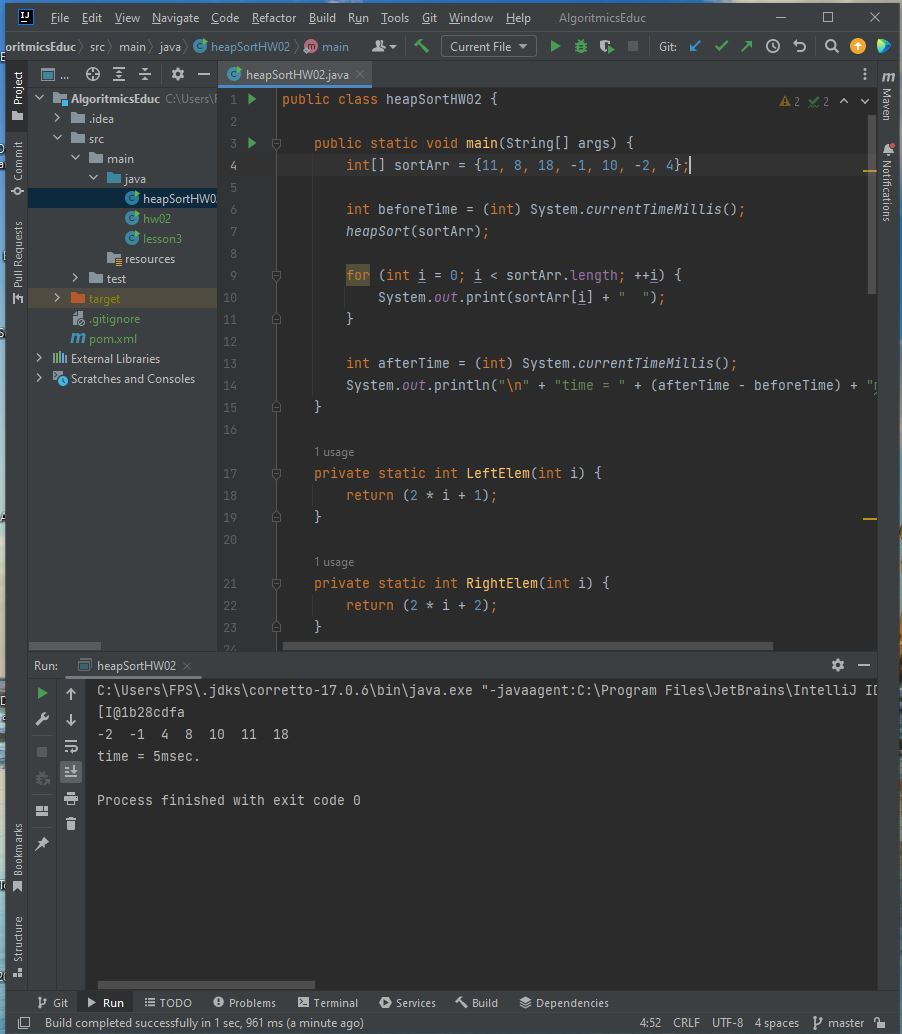 File Edit View Navigate Code Refactor Build Run Tools Git Window Help AlgoritmicsEduc
oritmicsEduc src main java heapSortHW02 main Current File Git:
Project
Commit
Pull Requests
Bookmarks
Structure
...
AlgoritmicsEduc C:\Users\F
.idea
src
main
java
heapSortHW0
hw02
lesson3
resources
test
target
.gitignore
pom.xml
External Libraries
Scratches and Consoles
heapSortHW02.java
2 2
1 public class heapSortHW02 {
2
3 public static void main(String[] args) {
4 int[] sortArr = {11, 8, 18, -1, 10, -2, 4};
5
6 int beforeTime = (int) System.currentTimeMillis();
7 heapSort(sortArr);
8
9 for (int i = 0; i < sortArr.length; ++i) {
10 System.out.print(sortArr[i] + "  ");
11 }
12
13 int afterTime = (int) System.currentTimeMillis();
14 System.out.println("\n" + "time = " + (afterTime - beforeTime) + "
15 }
16
1 usage
17 private static int LeftElem(int i) {
18 return (2 * i + 1);
19 }
20
1 usage
21 private static int RightElem(int i) {
22 return (2 * i + 2);
23 }
24
Maven
Notifications
Run: heapSortHW02
C:\Users\FPS\.jdks\corretto-17.0.6\bin\java.exe "-javaagent:C:\Program Files\JetBrains\IntelliJ ID
[I@1b28cdfa
-2  -1  4  8  10  11  18
time = 5msec.
Process finished with exit code 0
Git Run TODO Problems Terminal Services Build Dependencies
Build completed successfully in 1 sec, 961 ms (a minute ago) 4:52 CRLF UTF-8 4 spaces master